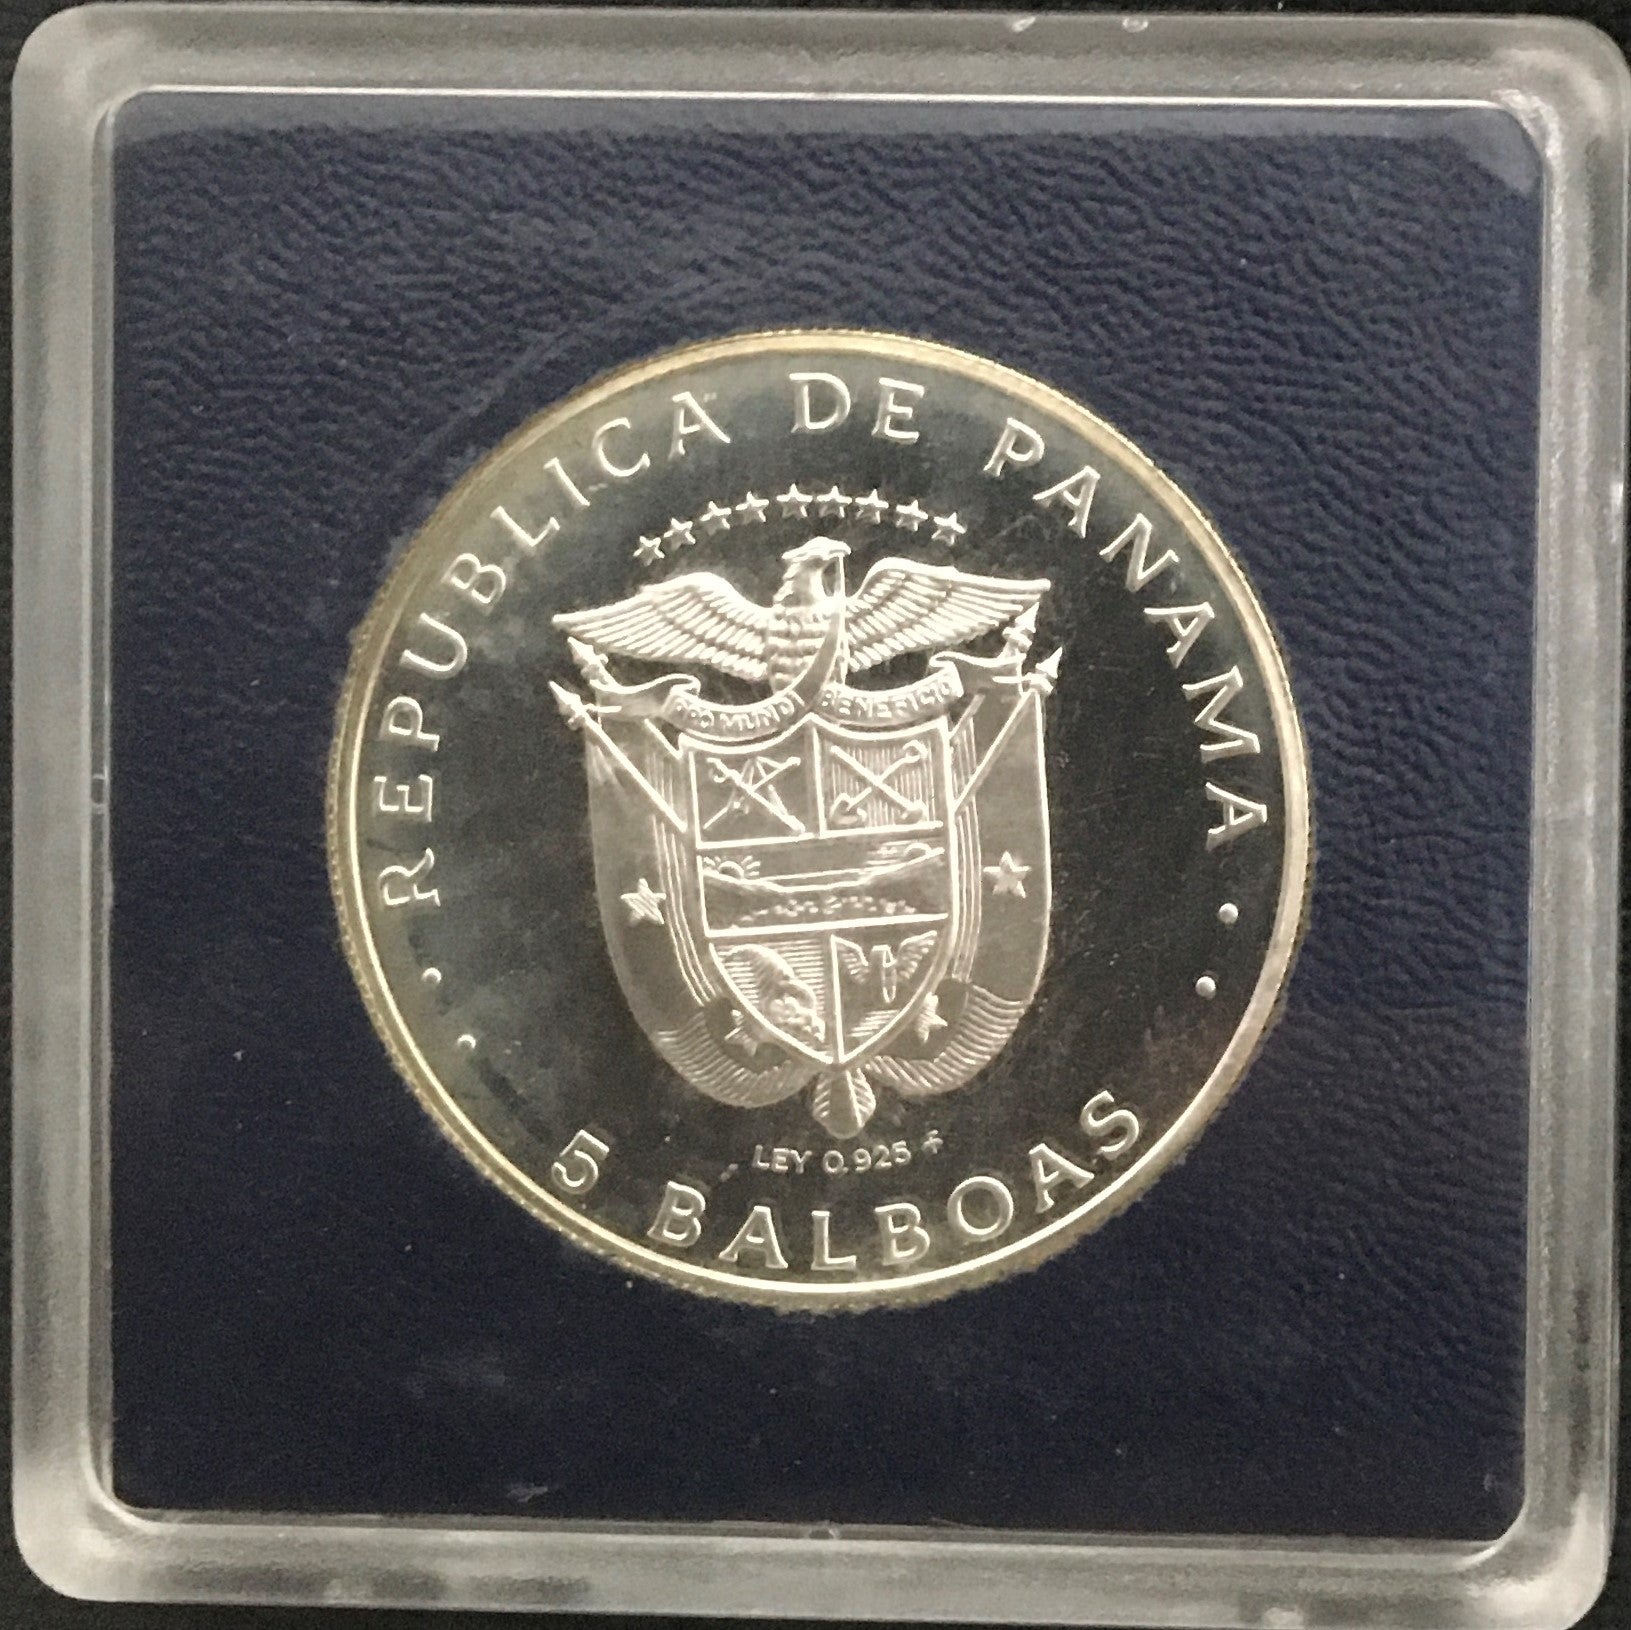 REPUBLICA DE PANAMA
PRO MUNDI BENEFICIO
LEY 0.925
5 BALBOAS